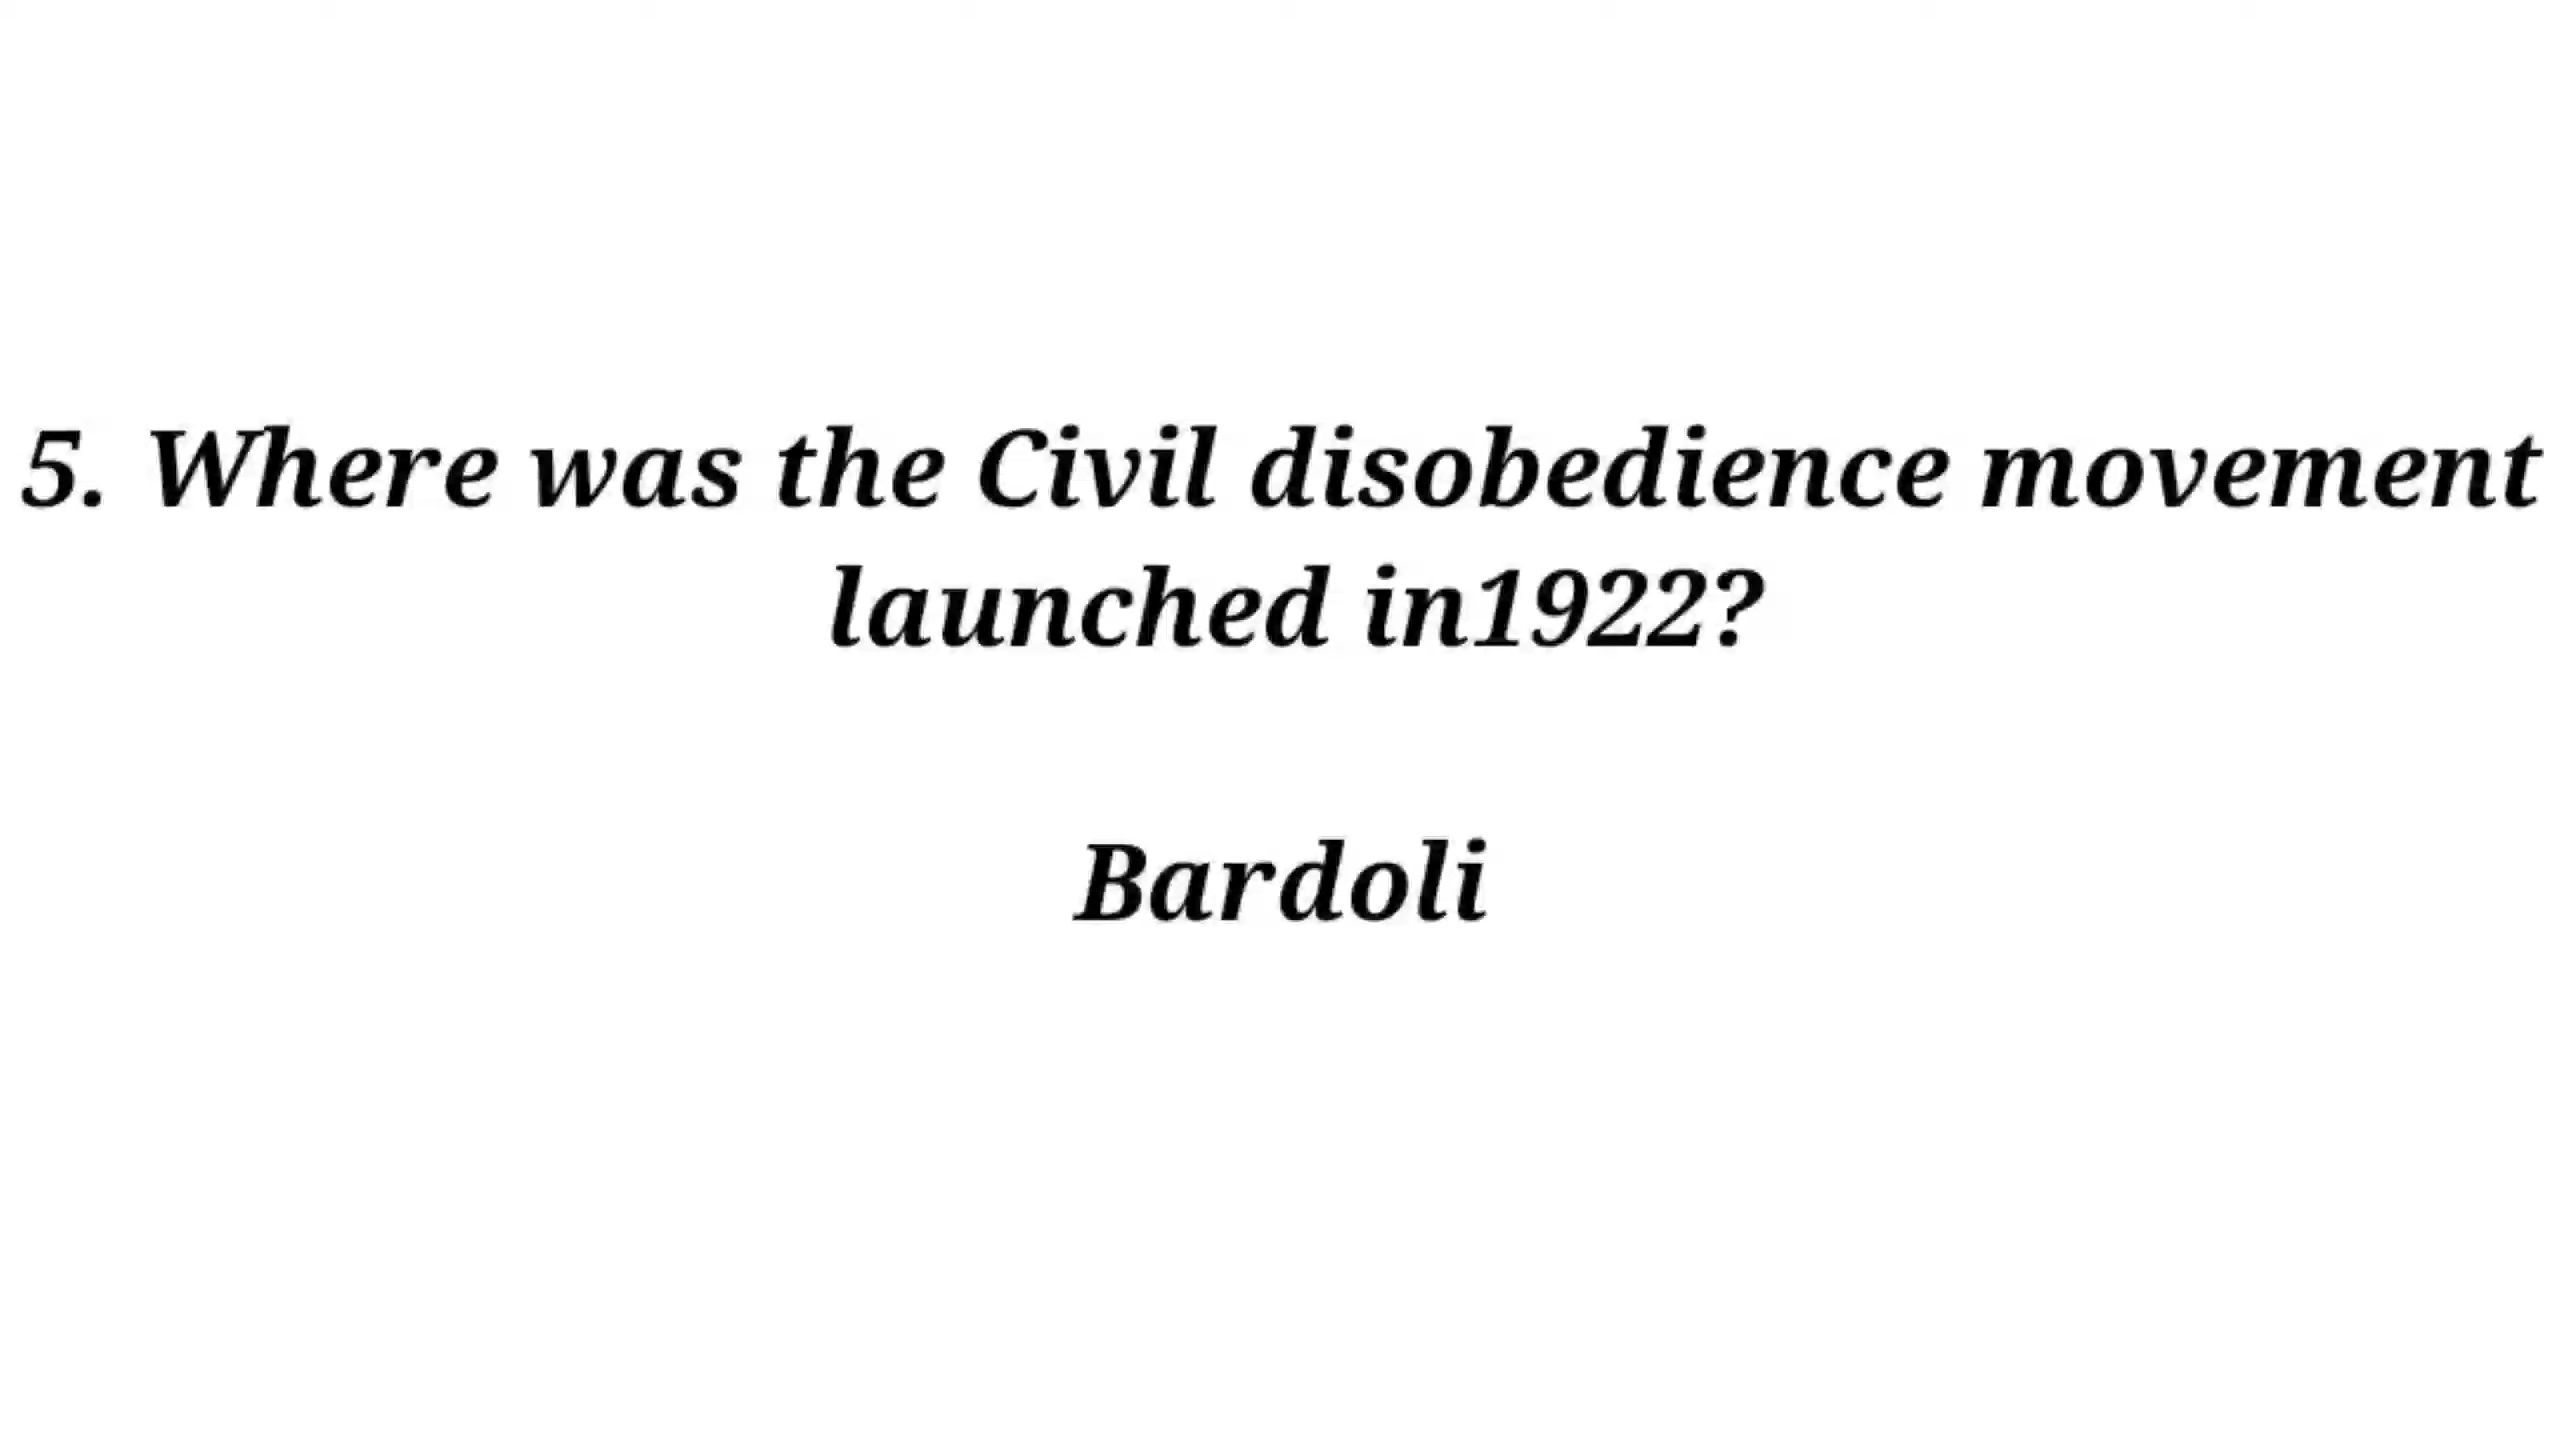 5. Where was the Civil disobedience movement
launched in1922?
Bardoli